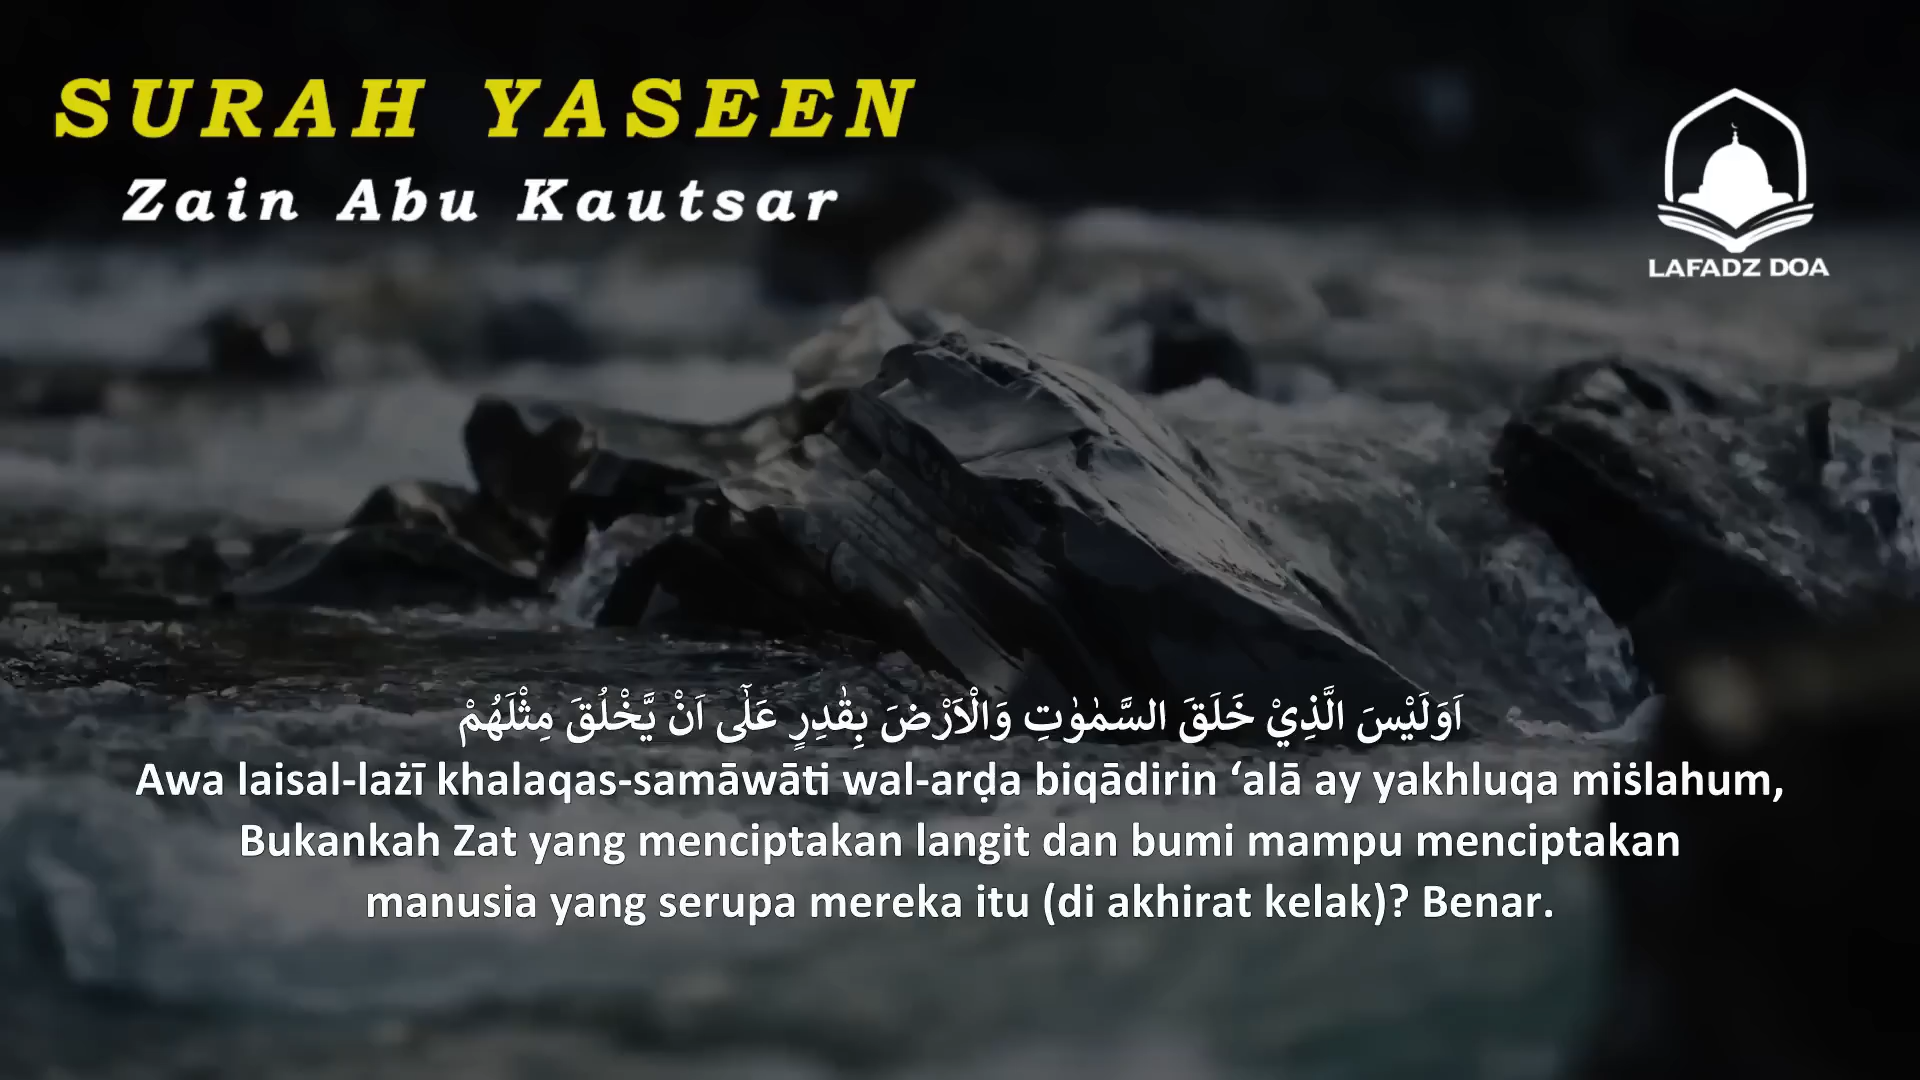 SURAH YASEEN
Zain Abu Kautsar
LAFADZ DOA
اَوَلَيْسَ الَّذِيْ خَلَقَ السَّمٰوٰتِ وَالْاَرْضَ بِقٰدِرٍ عَلٰٓى اَنْ يَّخْلُقَ مِثْلَهُمْ
Awa laisal-lażī khalaqas-samāwāti wal-arḍa biqādirin ‘alā ay yakhluqa miṡlahum,
Bukankah Zat yang menciptakan langit dan bumi mampu menciptakan
manusia yang serupa mereka itu (di akhirat kelak)? Benar.